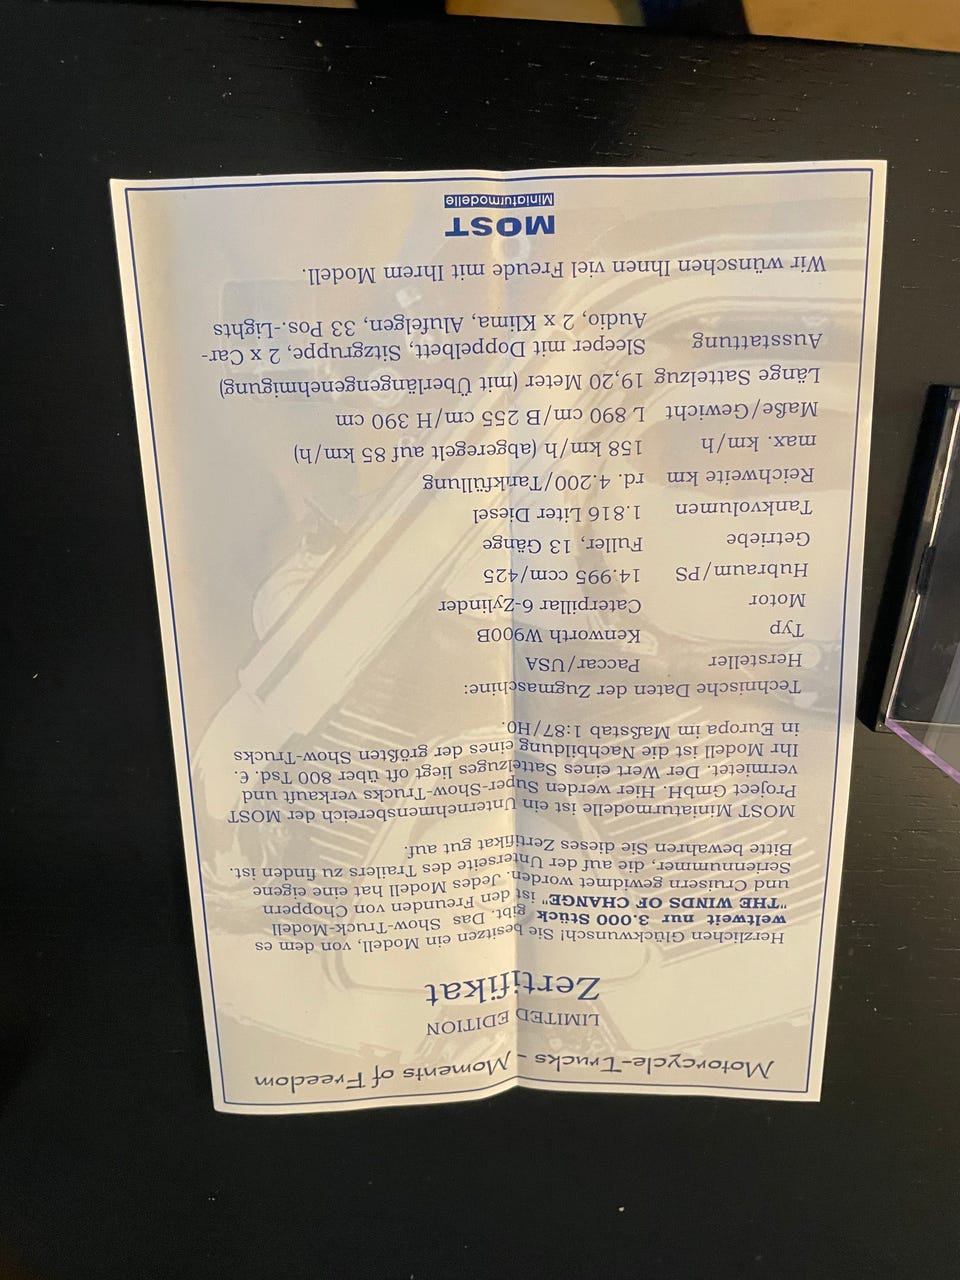 Motorcycle-Trucks - Moments of Freedom
LIMITED EDITION
Zertifikat
Herzlichen Glückwunsch! Sie besitzen ein Modell, von dem es
weltweit nur 3.000 Stück gibt. Das Show-Truck-Modell
"THE WINDS OF CHANGE" ist den Freunden von Choppern
und Cruisern gewidmet worden. Jedes Modell hat eine eigene
Seriennummer, die auf der Unterseite des Trailers zu finden ist.
Bitte bewahren Sie dieses Zertifikat gut auf.
MOST Miniaturmodelle ist ein Unternehmensbereich der MOST
Project GmbH. Hier werden Super-Show-Trucks verkauft und
vermietet. Der Wert eines Sattelzuges liegt oft über 800 Tsd. €.
Ihr Modell ist die Nachbildung eines der größten Show-Trucks
in Europa im Maßstab 1:87/H0.
Technische Daten der Zugmaschine:
Hersteller Paccar/USA
Typ Kenworth W900B
Motor Caterpillar 6-Zylinder
Hubraum/PS 14.995 ccm/425
Getriebe Fuller, 13 Gänge
Tankvolumen 1.816 Liter Diesel
Reichweite km rd. 4.200/Tankfüllung
max. km/h 158 km/h (abgeregelt auf 85 km/h)
Maße/Gewicht L 890 cm/B 255 cm/H 390 cm
Länge Sattelzug 19,20 Meter (mit Überlängengenehmigung)
Ausstattung Sleeper mit Doppelbett, Sitzgruppe, 2 x Car-
Audio, 2 x Klima, Alufelgen, 33 Pos.-Lights
Wir wünschen Ihnen viel Freude mit Ihrem Modell.
MOST
Miniaturmodelle